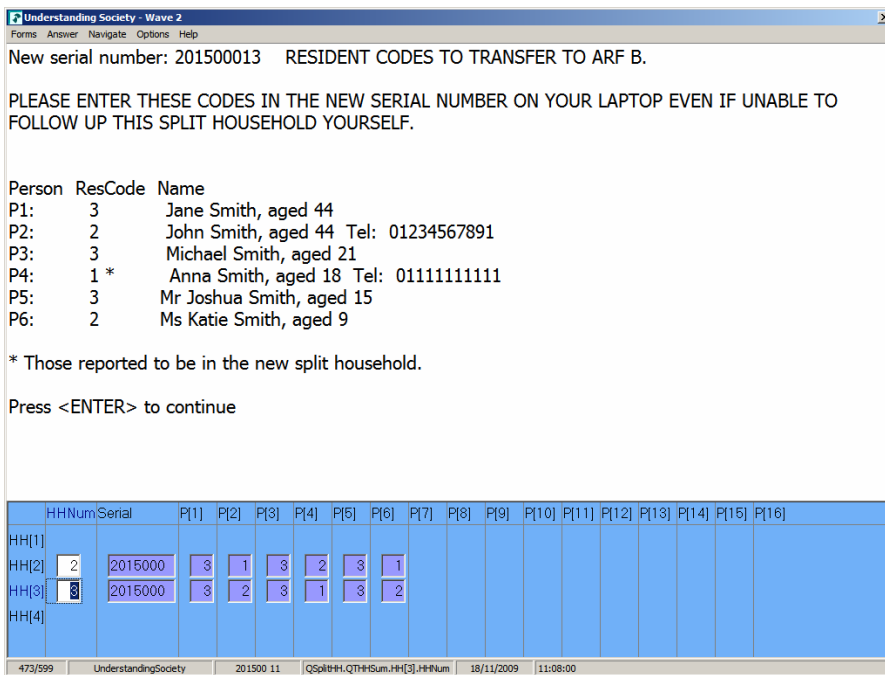 Understanding Society - Wave 2
Forms Answer Navigate Options Help
New serial number: 201500013 RESIDENT CODES TO TRANSFER TO ARF B.
PLEASE ENTER THESE CODES IN THE NEW SERIAL NUMBER ON YOUR LAPTOP EVEN IF UNABLE TO
FOLLOW UP THIS SPLIT HOUSEHOLD YOURSELF.
Person ResCode Name
P1: 3 Jane Smith, aged 44
P2: 2 John Smith, aged 44 Tel: 01234567891
P3: 3 Michael Smith, aged 21
P4: 1 * Anna Smith, aged 18 Tel: 01111111111
P5: 3 Mr Joshua Smith, aged 15
P6: 2 Ms Katie Smith, aged 9
* Those reported to be in the new split household.
Press <ENTER> to continue
HHNum Serial P[1] P[2] P[3] P[4] P[5] P[6] P[7] P[8] P[9] P[10] P[11] P[12] P[13] P[14] P[15] P[16]
HH[1]
HH[2] 2 2015000 3 1 3 2 3 1
HH[3] 3 2015000 3 2 3 1 3 2
HH[4]
473/599 UnderstandingSociety 201500 11 QSplitHH.QTHHSum.HH[3].HHNum 18/11/2009 11:08:00